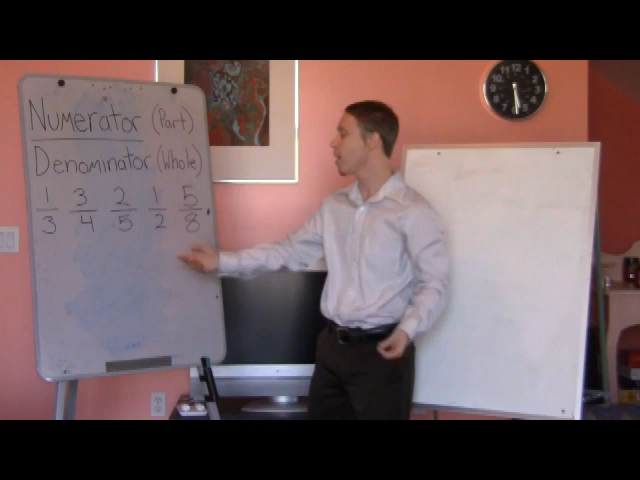 Numerator (Part)
Denominator (Whole)
1/3 3/4 2/5 1/2 5/8